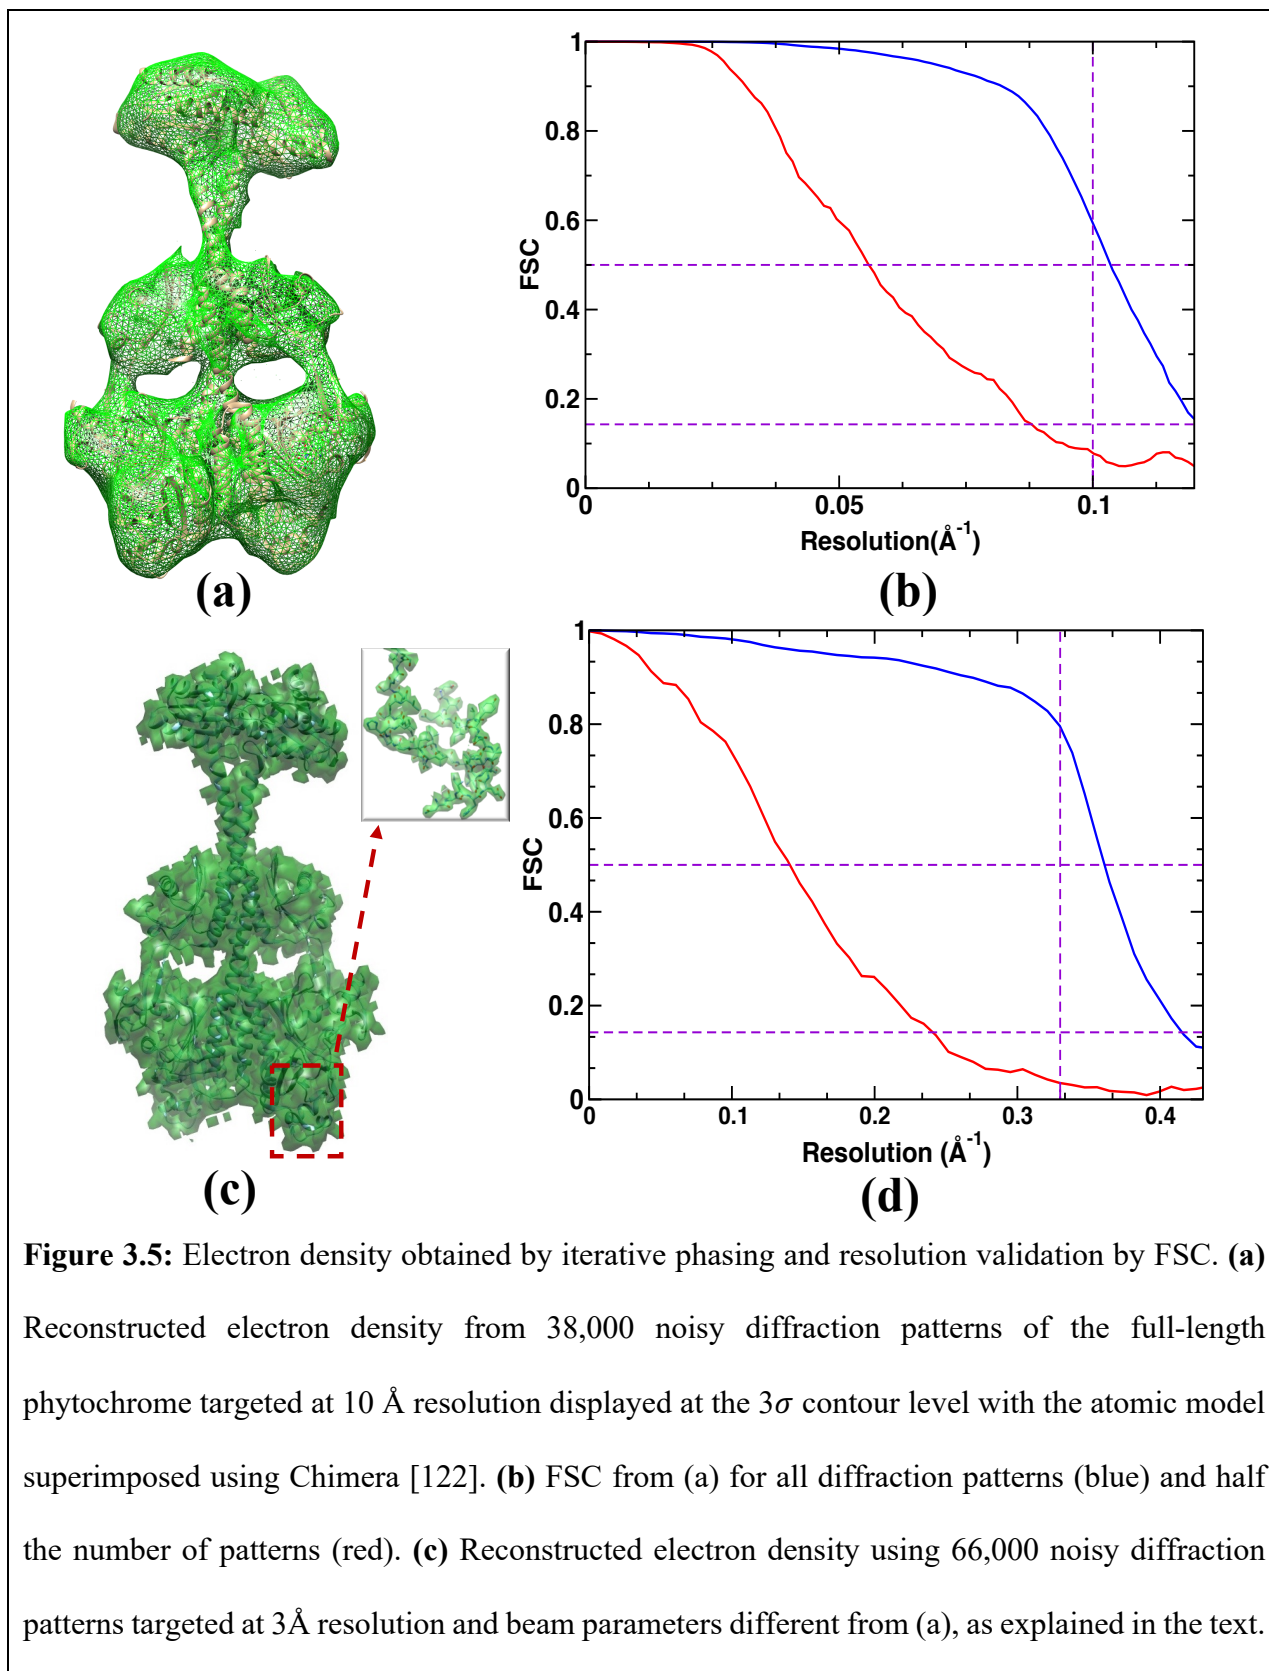 1
0.8
0.6
FSC
0.4
0.2
0
0
0.05
0.1
Resolution(Å-1)
(a)
(b)
1
0.8
0.6
FSC
0.4
0.2
0
0
0.1
0.2
0.3
0.4
Resolution (Å-1)
(c)
(d)
Figure 3.5: Electron density obtained by iterative phasing and resolution validation by FSC. (a)
Reconstructed electron density from 38,000 noisy diffraction patterns of the full-length
phytochrome targeted at 10 Å resolution displayed at the 3σ contour level with the atomic model
superimposed using Chimera [122]. (b) FSC from (a) for all diffraction patterns (blue) and half
the number of patterns (red). (c) Reconstructed electron density using 66,000 noisy diffraction
patterns targeted at 3Å resolution and beam parameters different from (a), as explained in the text.